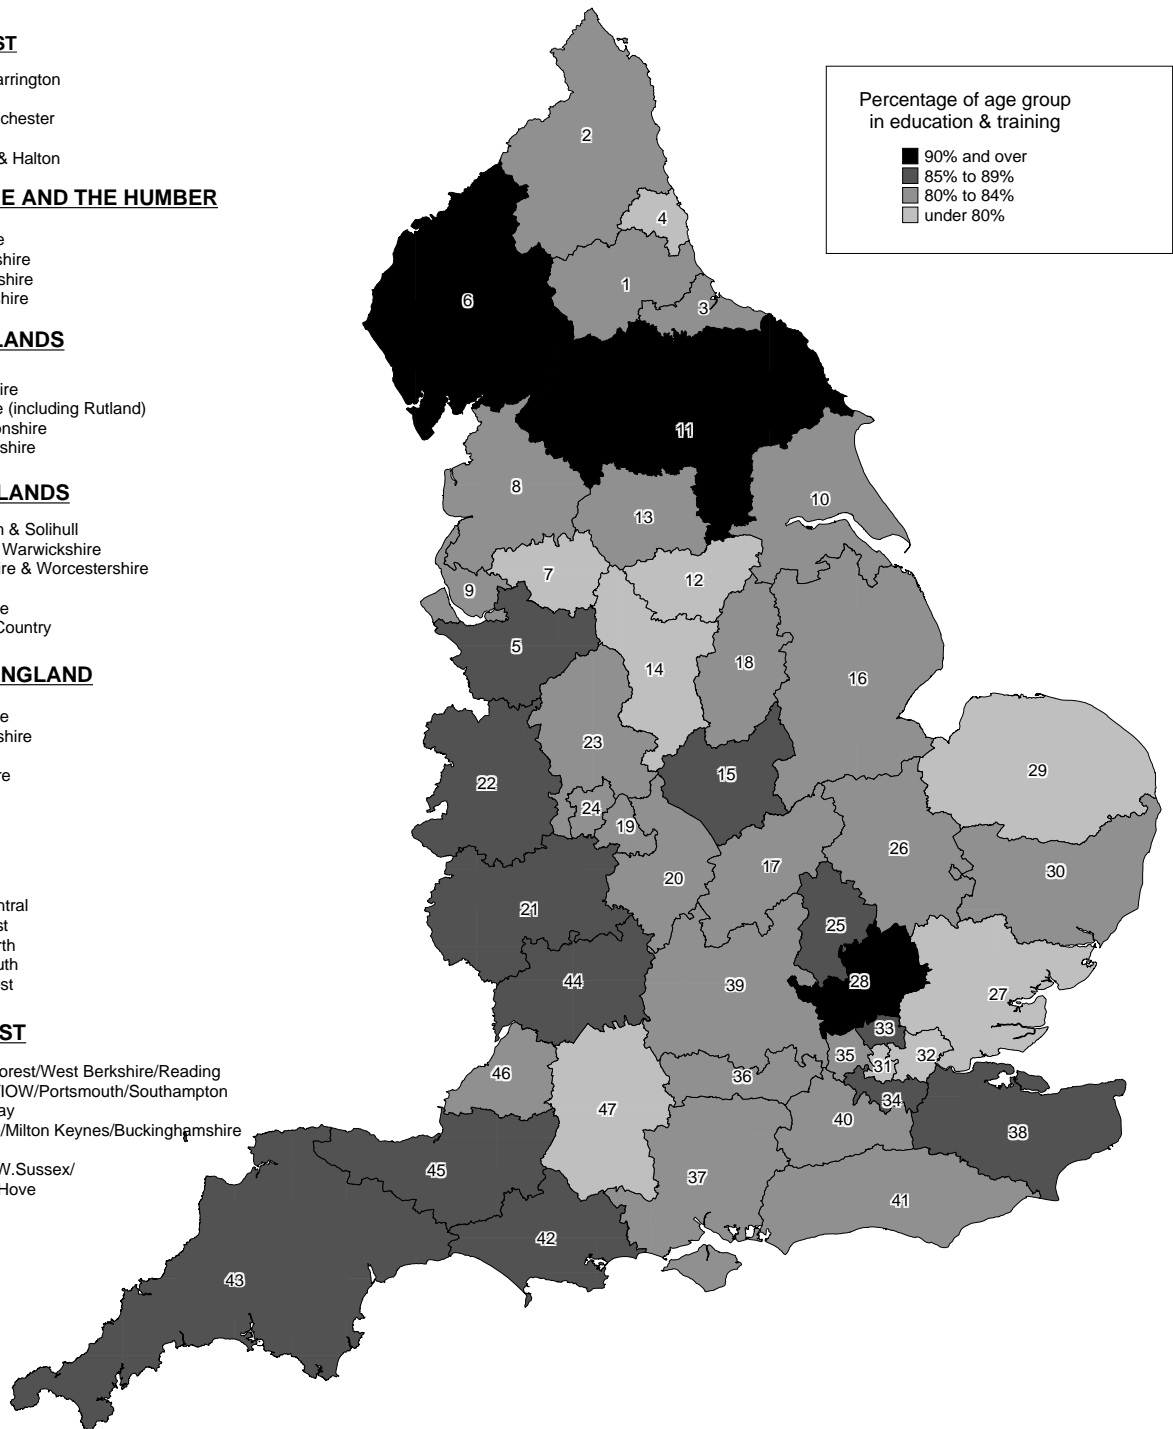 ST
arrington
chester
& Halton
E AND THE HUMBER
e
shire
shire
hire
LANDS
ire
e (including Rutland)
onshire
shire
LANDS
n & Solihull
Warwickshire
ire & Worcestershire
e
Country
NGLAND
e
shire
re
ntral
st
rth
uth
st
ST
orest/West Berkshire/Reading
/IOW/Portsmouth/Southampton
ay
/Milton Keynes/Buckinghamshire
W.Sussex/
Hove
Percentage of age group
in education & training
90% and over
85% to 89%
80% to 84%
under 80%
2
4
1
3
6
11
8
10
13
7
12
9
5
14
18
16
23
22
15
29
24
19
26
17
20
30
21
25
44
39
28
27
33
35
32
31
46
36
34
47
40
38
45
37
41
42
43